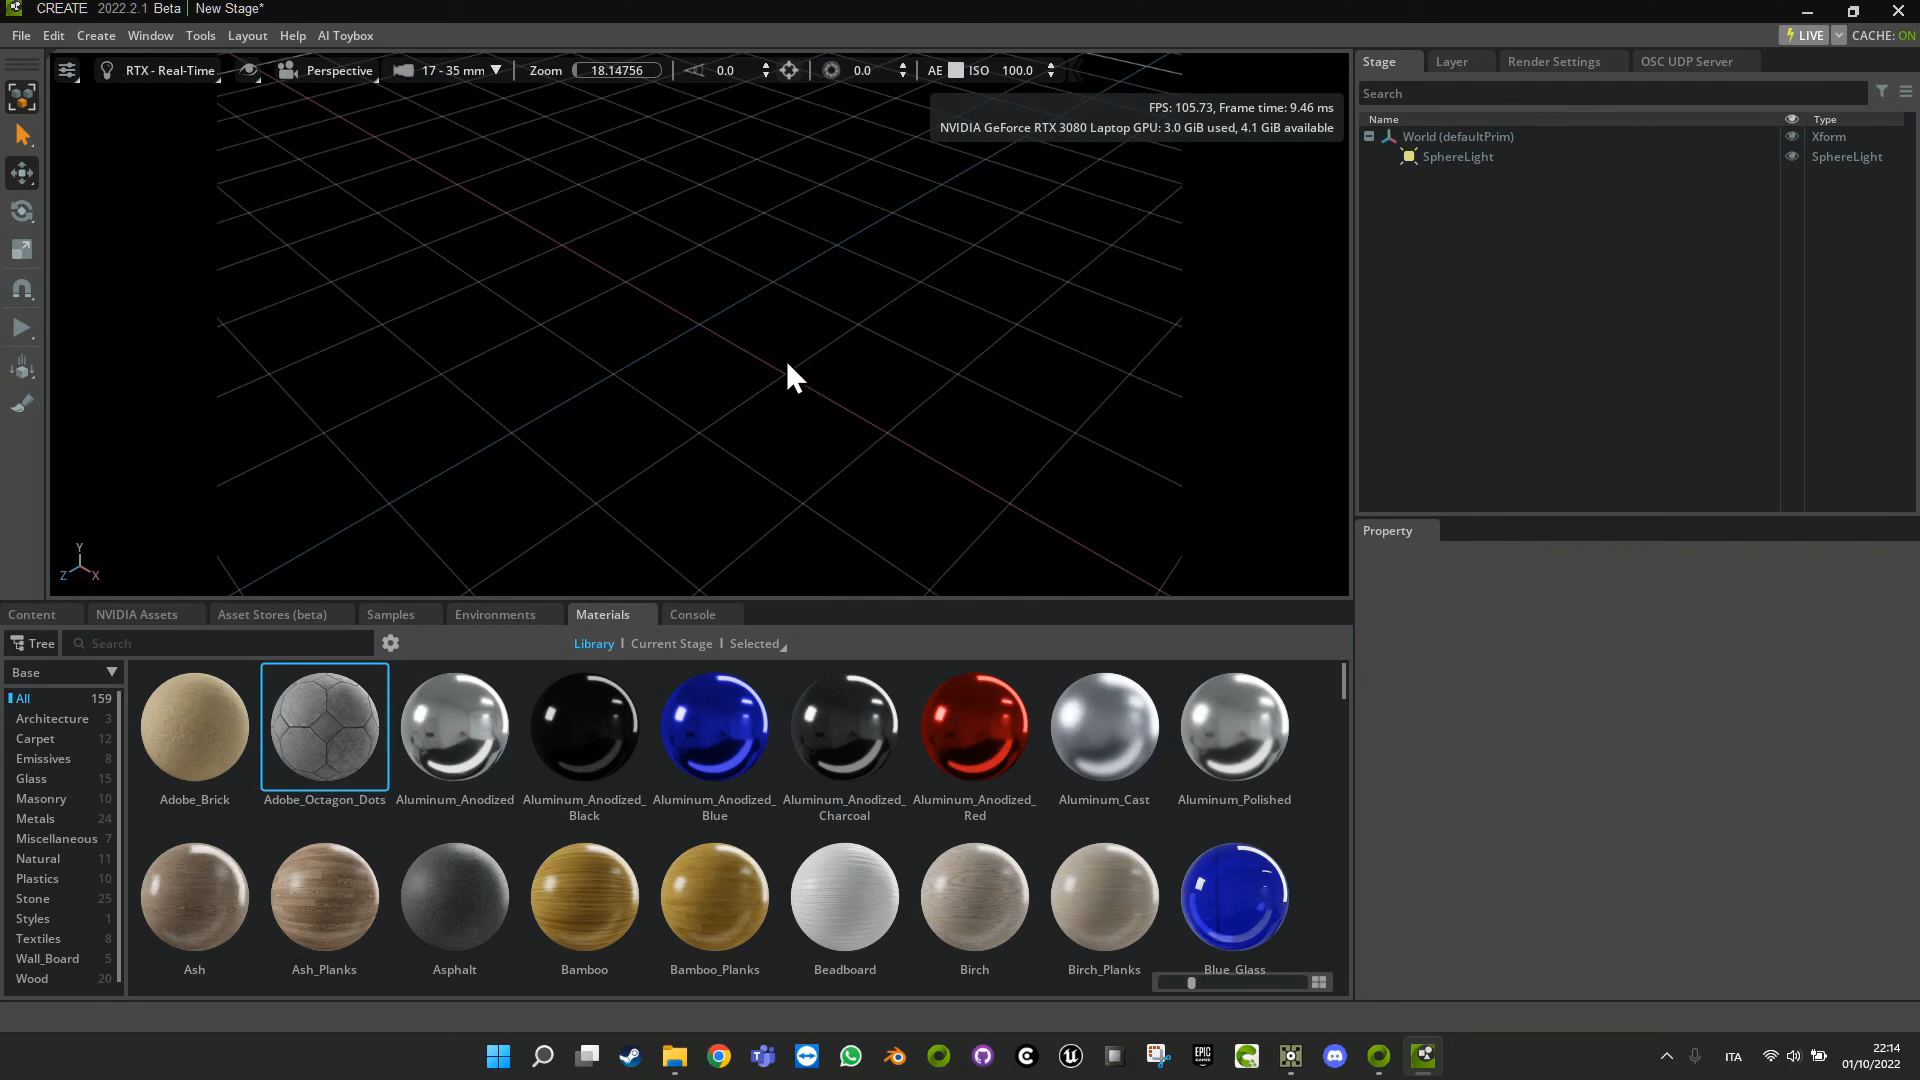 CREATE 2022.2.1 Beta | New Stage*
File Edit Create Window Tools Layout Help AI Toybox
LIVE CACHE: ON
RTX - Real-Time Perspective 17 - 35 mm Zoom 18.14756 0.0 0.0 AE ISO 100.0
FPS: 105.73, Frame time: 9.46 ms
NVIDIA GeForce RTX 3080 Laptop GPU: 3.0 GiB used, 4.1 GiB available
Y
Z X
Stage Layer Render Settings OSC UDP Server
Search
Name Type
World (defaultPrim) Xform
SphereLight SphereLight
Property
Content NVIDIA Assets Asset Stores (beta) Samples Environments Materials Console
Tree Search Library | Current Stage | Selected
Base
All 159
Architecture 3
Carpet 12
Emissives 8
Glass 15
Masonry 10
Metals 24
Miscellaneous 7
Natural 11
Plastics 10
Stone 25
Styles 1
Textiles 8
Wall_Board 5
Wood 20
Adobe_Brick Adobe_Octagon_Dots Aluminum_Anodized Aluminum_Anodized_ Aluminum_Anodized_ Aluminum_Anodized_ Aluminum_Anodized_ Aluminum_Cast Aluminum_Polished
Black Blue Charcoal Red
Ash Ash_Planks Asphalt Bamboo Bamboo_Planks Beadboard Birch Birch_Planks Blue_Glass
EPIC GAMES
ITA
22:14
01/10/2022